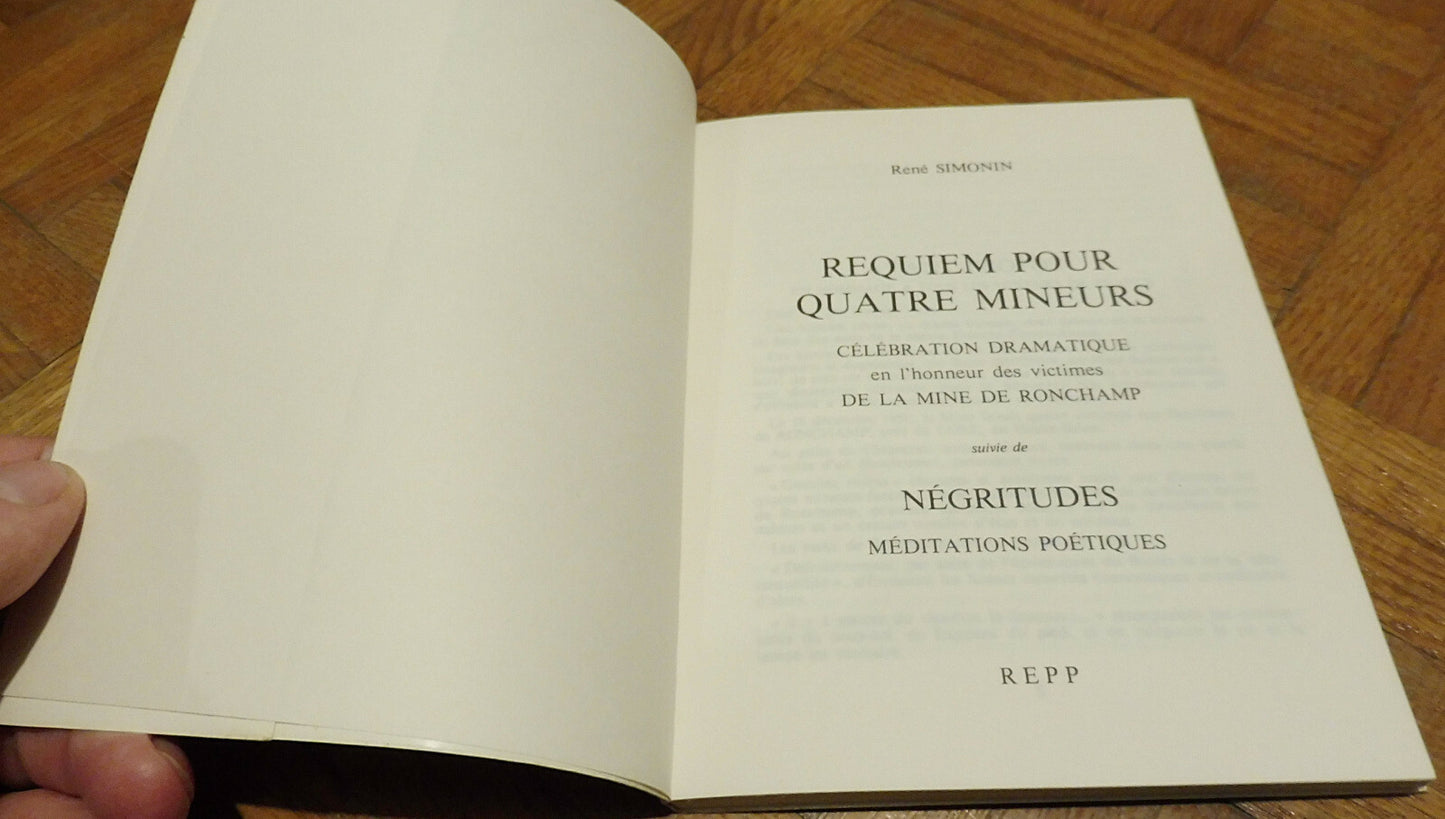 René SIMONIN
REQUIEM POUR
QUATRE MINEURS
CÉLÉBRATION DRAMATIQUE
en l'honneur des victimes
DE LA MINE DE RONCHAMP
suivie de
NÉGRITUDES
MÉDITATIONS POÉTIQUES
REPP